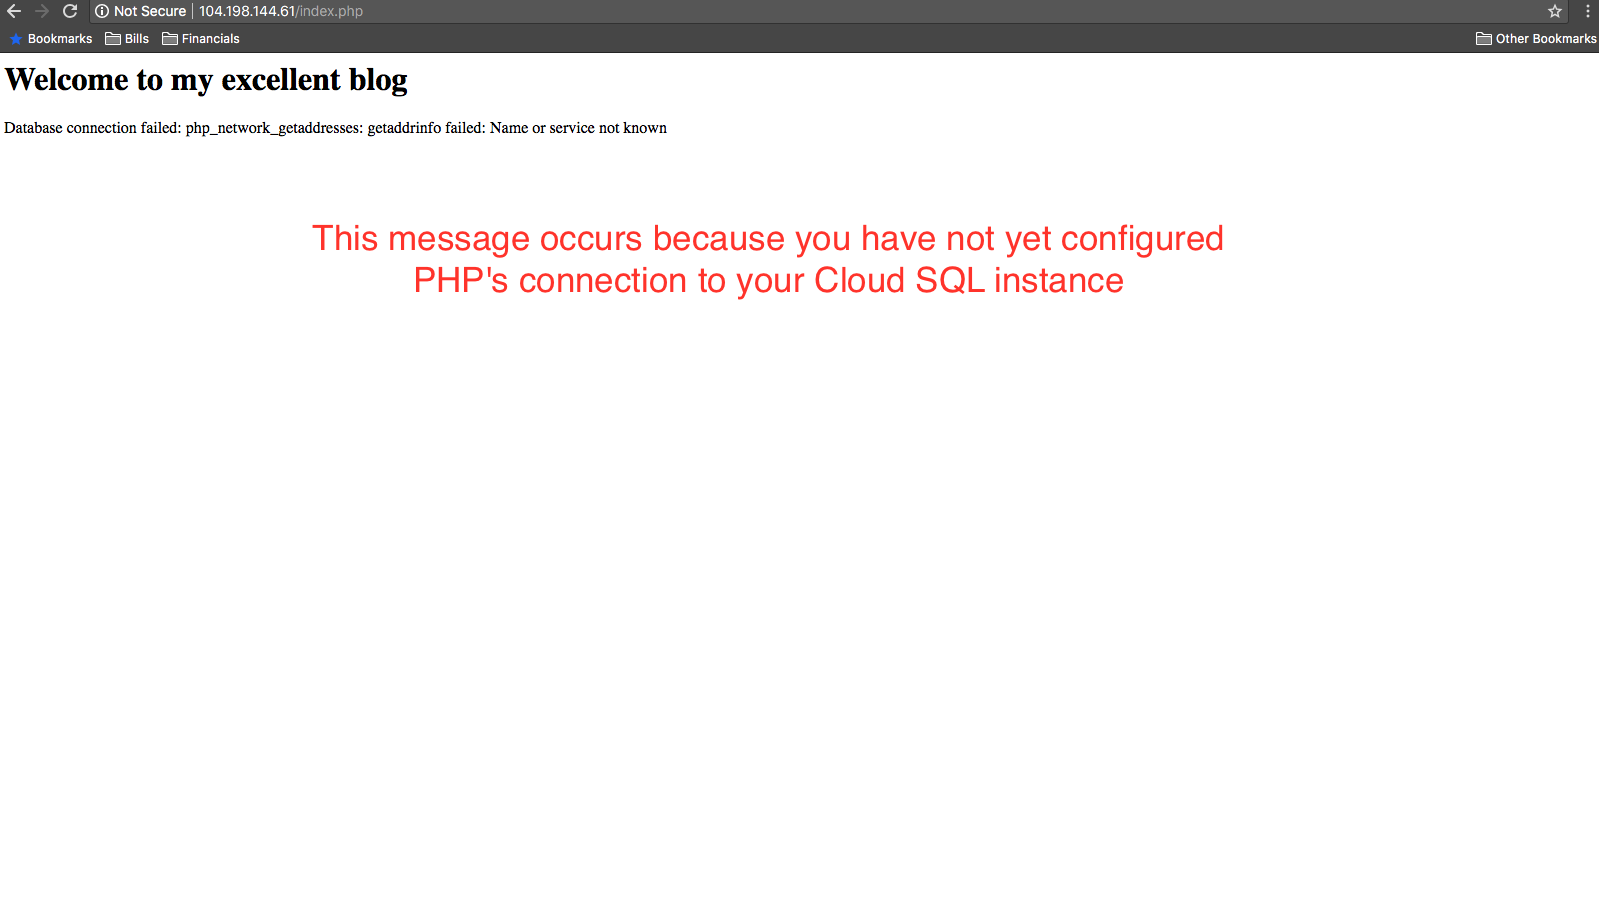 Not Secure | 104.198.144.61/index.php
Bookmarks Bills Financials Other Bookmarks
Welcome to my excellent blog
Database connection failed: php_network_getaddresses: getaddrinfo failed: Name or service not known
This message occurs because you have not yet configured
PHP's connection to your Cloud SQL instance